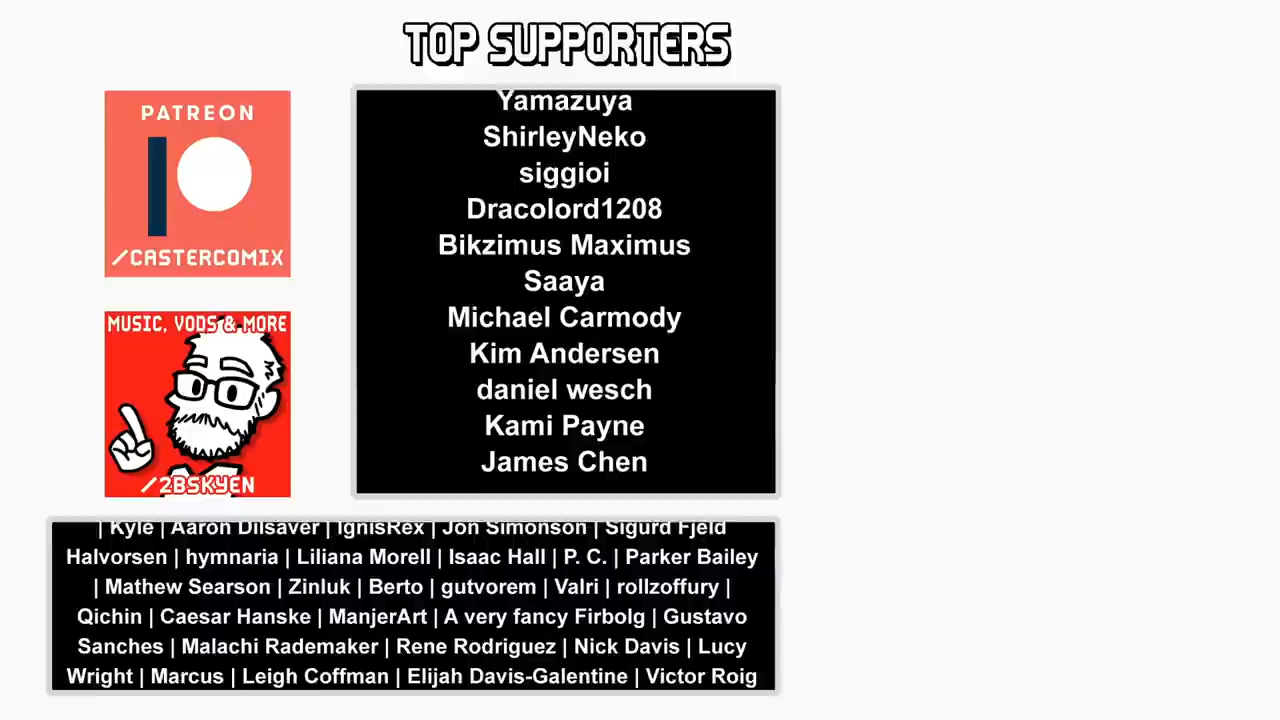 TOP SUPPORTERS
PATREON
/CASTERCOMIX
MUSIC, VODS & MORE
/2BSKYEN
Yamazuya
ShirleyNeko
siggioi
Dracolord1208
Bikzimus Maximus
Saaya
Michael Carmody
Kim Andersen
daniel wesch
Kami Payne
James Chen
| Kyle | Aaron Dilsaver | IgnisRex | Jon Simonson | Sigurd Fjeld
Halvorsen | hymnaria | Liliana Morell | Isaac Hall | P. C. | Parker Bailey
| Mathew Searson | Zinluk | Berto | gutvorem | Valri | rollzoffury |
Qichin | Caesar Hanske | ManjerArt | A very fancy Firbolg | Gustavo
Sanches | Malachi Rademaker | Rene Rodriguez | Nick Davis | Lucy
Wright | Marcus | Leigh Coffman | Elijah Davis-Galentine | Victor Roig